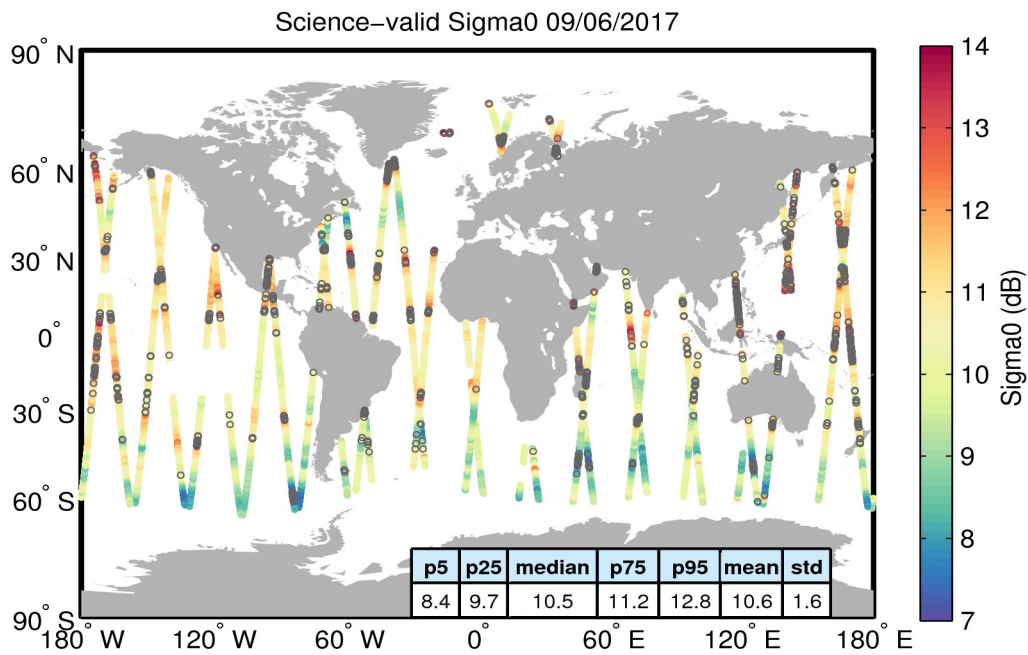 Science−valid Sigma0 09/06/2017
90° N
60° N
30° N
0°
30° S
60° S
90° S
180° W
120° W
60° W
0°
60° E
120° E
180° E
p5 p25 median p75 p95 mean std
8.4 9.7 10.5 11.2 12.8 10.6 1.6
14
13
12
11
10
9
8
7
Sigma0 (dB)